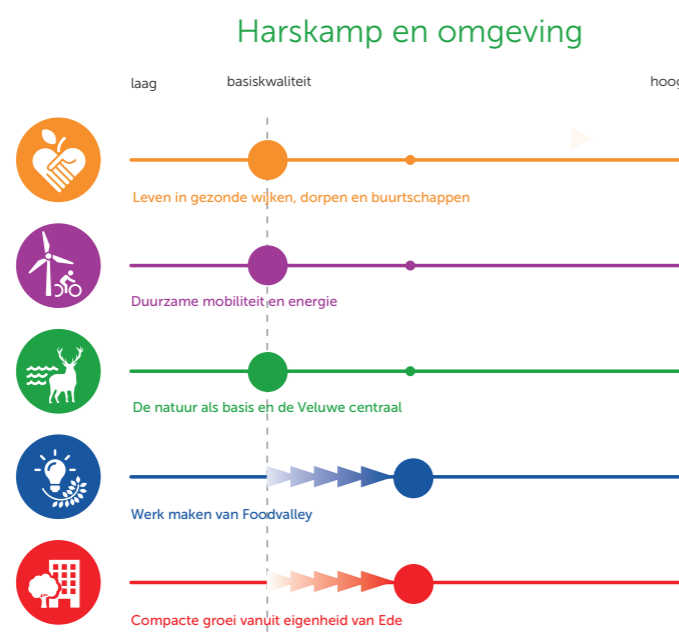 Harskamp en omgeving
laag basiskwaliteit hoog
Leven in gezonde wijken, dorpen en buurtschappen
Duurzame mobiliteit en energie
De natuur als basis en de Veluwe centraal
Werk maken van Foodvalley
Compacte groei vanuit eigenheid van Ede